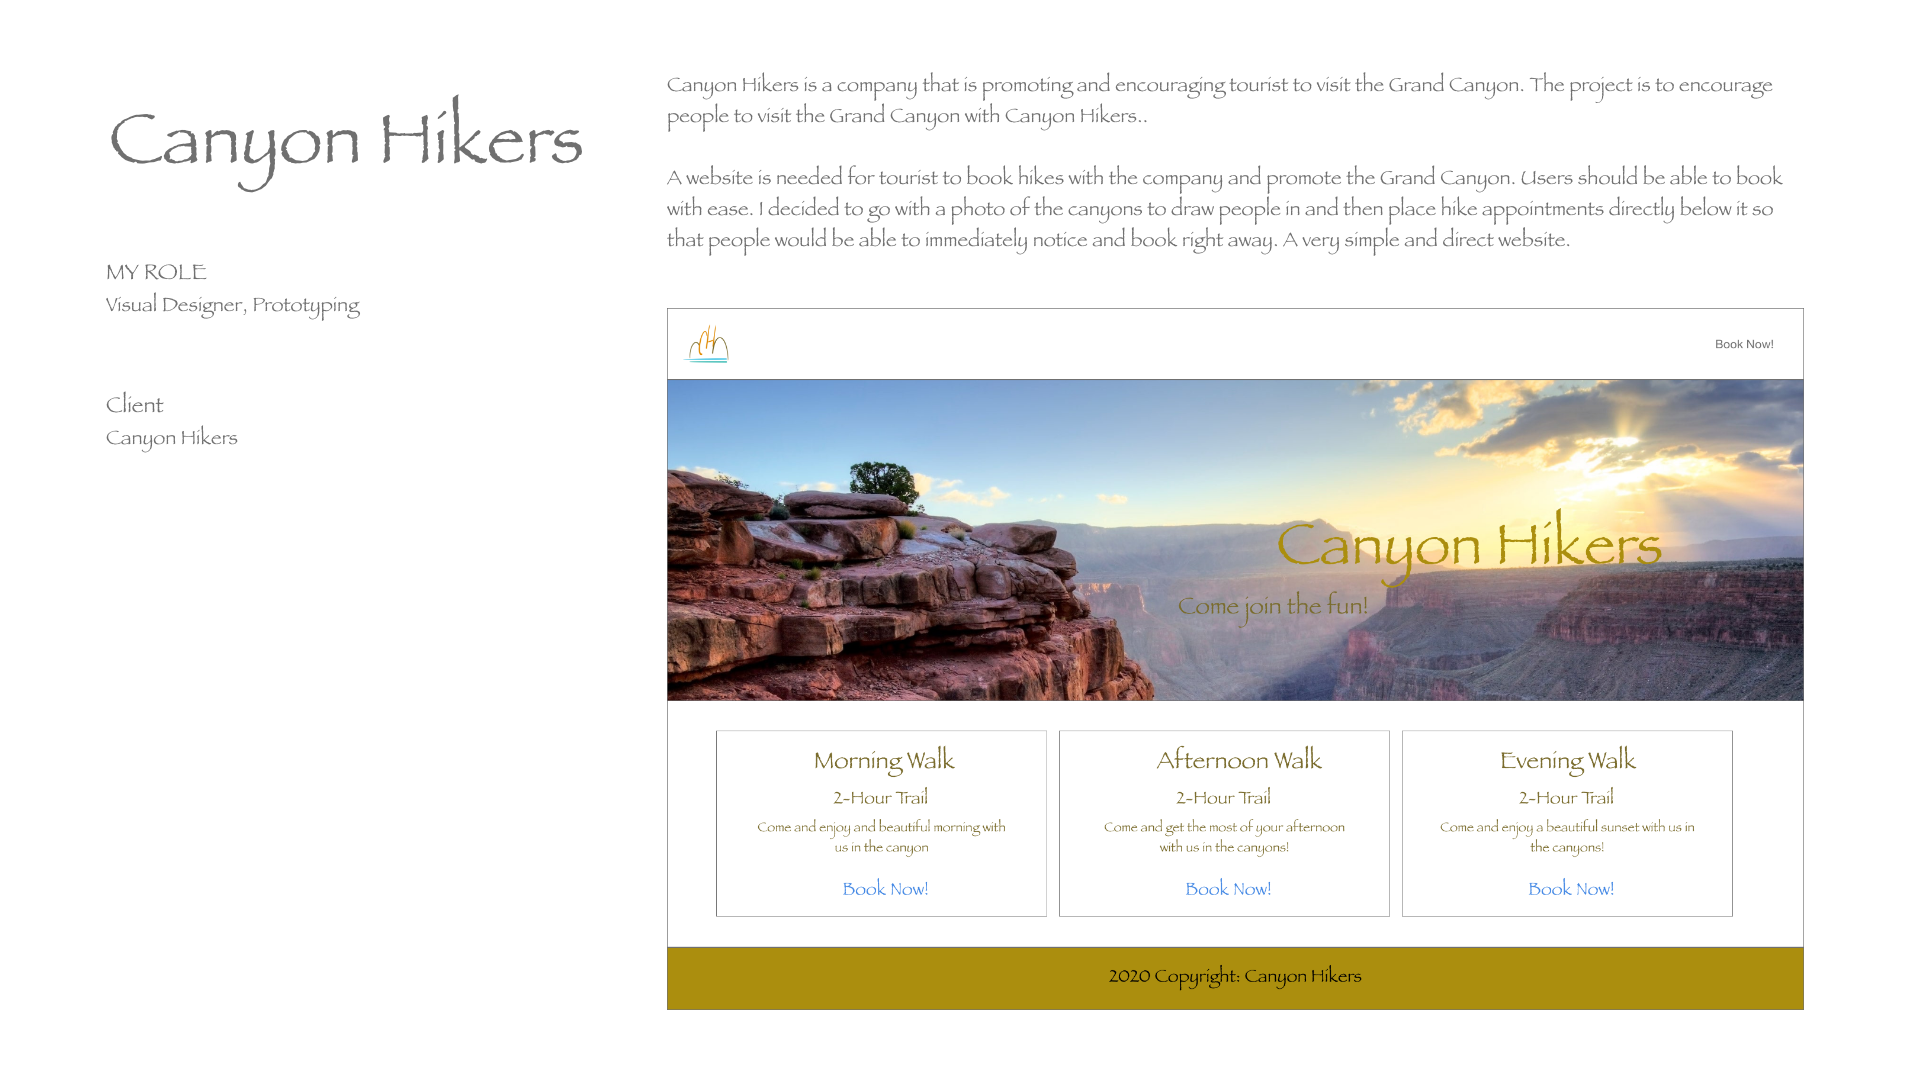 Canyon Hikers
MY ROLE
Visual Designer, Prototyping
Client
Canyon Hikers
Canyon Hikers is a company that is promoting and encouraging tourist to visit the Grand Canyon. The project is to encourage
people to visit the Grand Canyon with Canyon Hikers..
A website is needed for tourist to book hikes with the company and promote the Grand Canyon. Users should be able to book
with ease. I decided to go with a photo of the canyons to draw people in and then place hike appointments directly below it so
that people would be able to immediately notice and book right away. A very simple and direct website.
Book Now!
Canyon Hikers
Come join the fun!
Morning Walk
2-Hour Trail
Come and enjoy and beautiful morning with
us in the canyon
Book Now!
Afternoon Walk
2-Hour Trail
Come and get the most of your afternoon
with us in the canyons!
Book Now!
Evening Walk
2-Hour Trail
Come and enjoy a beautiful sunset with us in
the canyons!
Book Now!
2020 Copyright: Canyon Hikers